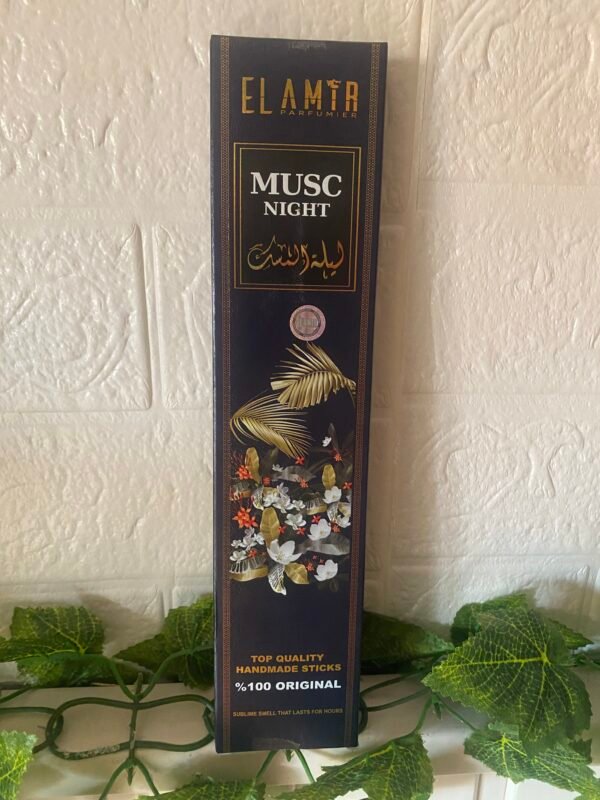 EL AMIR
PARFUMIER
MUSC
NIGHT
ليلة المسك
TOP QUALITY
HANDMADE STICKS
%100 ORIGINAL
SUBLIME SMELL THAT LASTS FOR HOURS